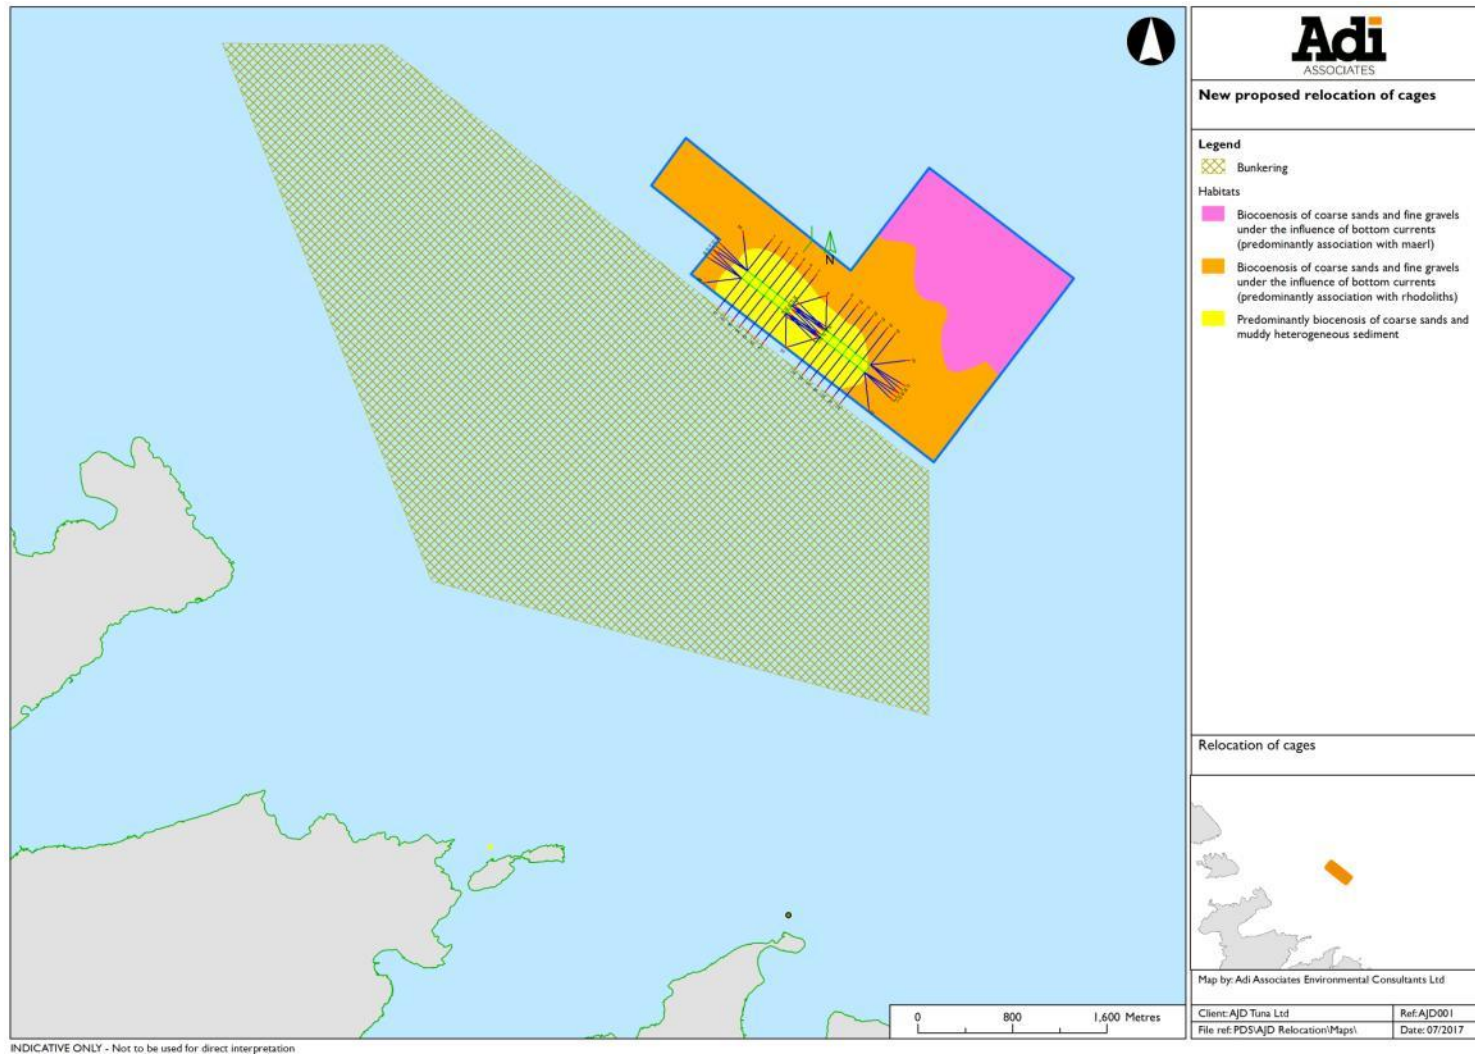 Adi
ASSOCIATES
New proposed relocation of cages
Legend
Bunkering
Habitats
Biocoenosis of coarse sands and fine gravels
under the influence of bottom currents
(predominantly association with maerl)
Biocoenosis of coarse sands and fine gravels
under the influence of bottom currents
(predominantly association with rhodoliths)
Predominantly biocenosis of coarse sands and
muddy heterogeneous sediment
N
Relocation of cages
Map by: Adi Associates Environmental Consultants Ltd
Client: AJD Tuna Ltd
Ref: AJD001
File ref: PDS\AJD Relocation\Maps\
Date: 07/2017
0 800 1,600 Metres
INDICATIVE ONLY - Not to be used for direct interpretation